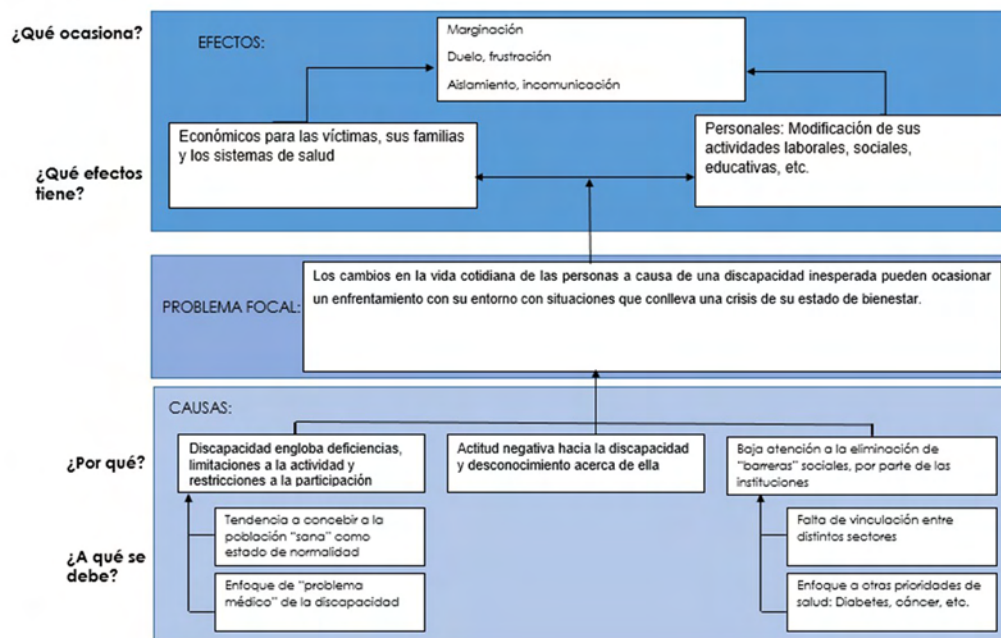 ¿Qué ocasiona?
EFECTOS:
Marginación
Duelo, frustración
Aislamiento, incomunicación
¿Qué efectos
tiene?
Económicos para las víctimas, sus familias
y los sistemas de salud
Personales: Modificación de sus
actividades laborales, sociales,
educativas, etc.
PROBLEMA FOCAL:
Los cambios en la vida cotidiana de las personas a causa de una discapacidad inesperada pueden ocasionar
un enfrentamiento con su entorno con situaciones que conlleva una crisis de su estado de bienestar.
CAUSAS:
¿Por qué?
Discapacidad engloba deficiencias,
limitaciones a la actividad y
restricciones a la participación
Actitud negativa hacia la discapacidad
y desconocimiento acerca de ella
Baja atención a la eliminación de
"barreras" sociales, por parte de las
instituciones
¿A qué se
debe?
Tendencia a concebir a la
población "sana" como
estado de normalidad
Enfoque de "problema
médico" de la discapacidad
Falta de vinculación entre
distintos sectores
Enfoque a otras prioridades de
salud: Diabetes, cáncer, etc.